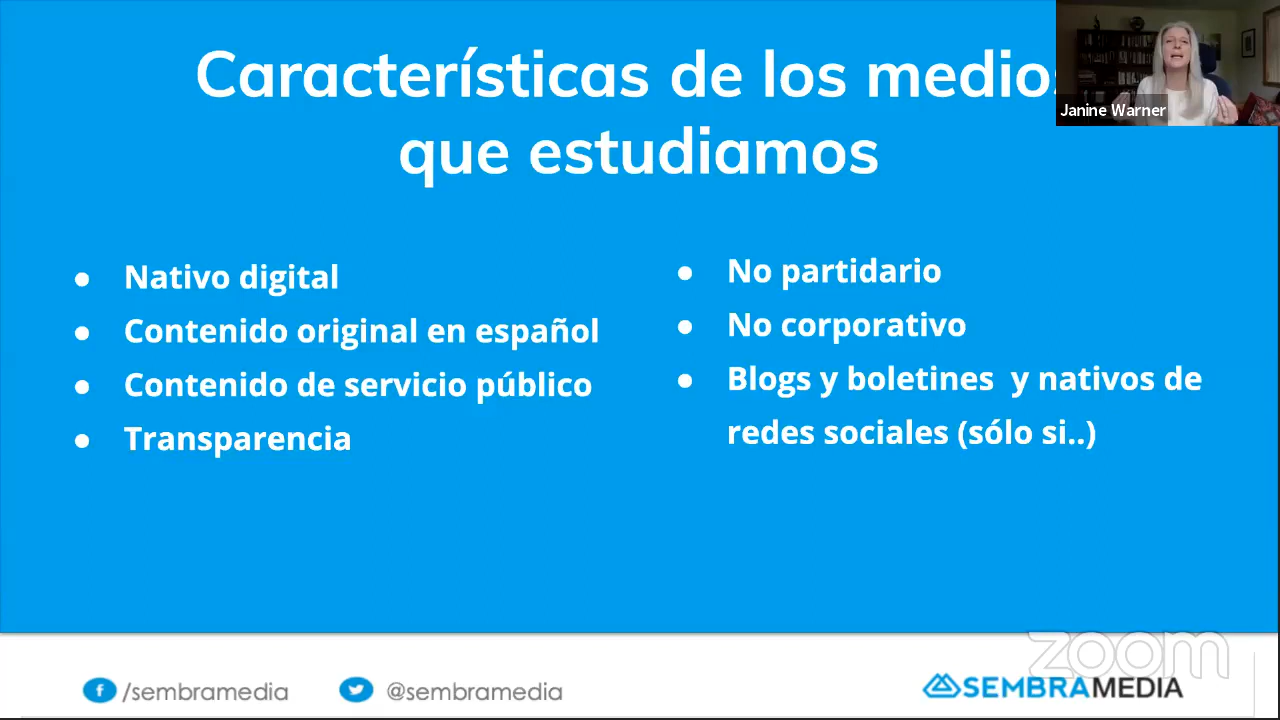 Características de los medios
que estudiamos
Janine Warner
Nativo digital
Contenido original en español
Contenido de servicio público
Transparencia
No partidario
No corporativo
Blogs y boletines y nativos de
redes sociales (sólo si..)
zoom
/sembramedia
@sembramedia
SEMBRAMEDIA